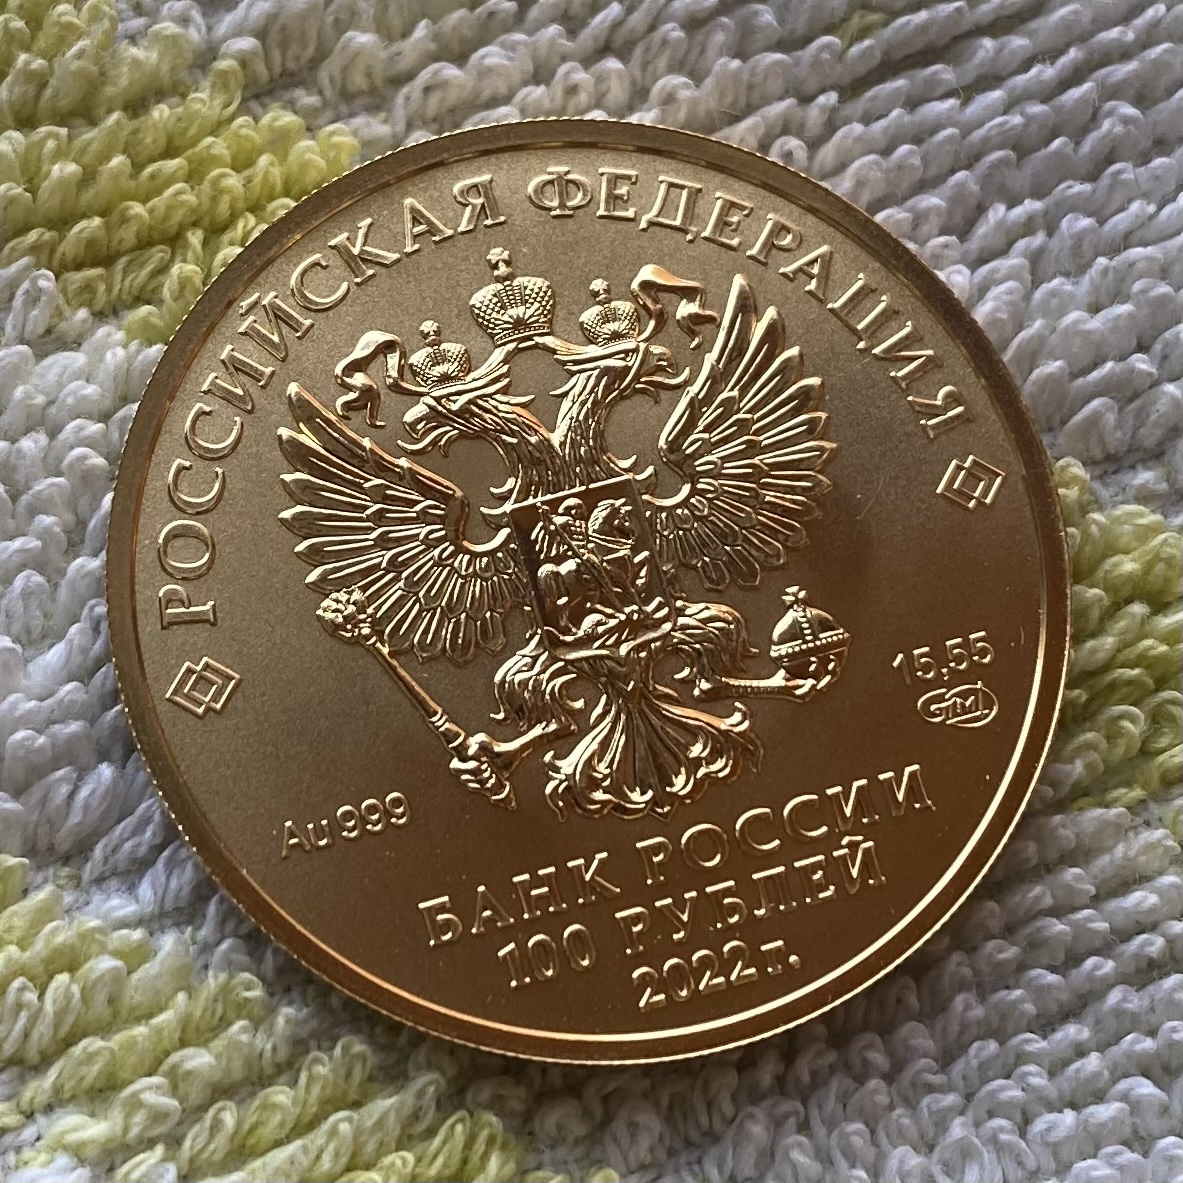 РОССИЙСКАЯ ФЕДЕРАЦИЯ
15,55
СПМД
Au 999
БАНК РОССИИ
100 РУБЛЕЙ
2022 г.